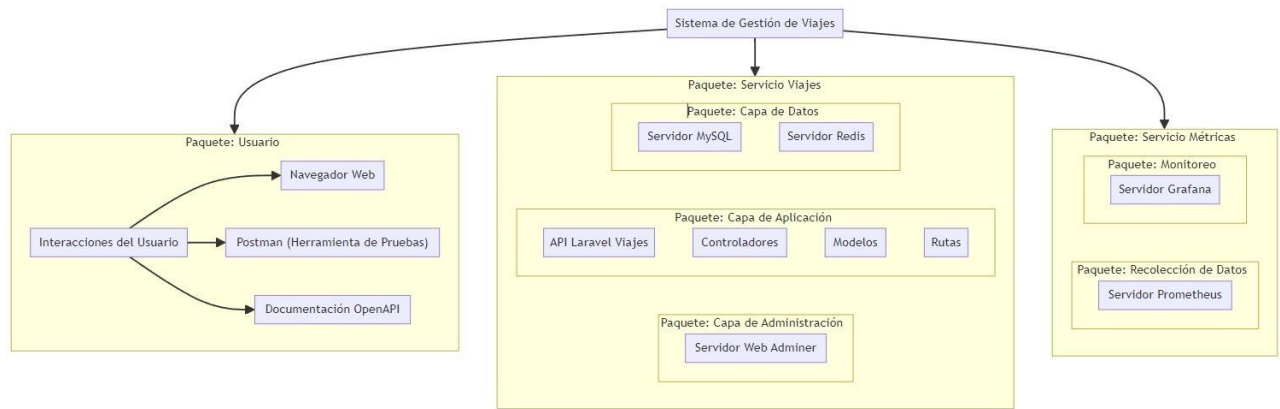 Sistema de Gestión de Viajes
Paquete: Usuario
Interacciones del Usuario
Navegador Web
Postman (Herramienta de Pruebas)
Documentación OpenAPI
Paquete: Servicio Viajes
Paquete: Capa de Datos
Servidor MySQL
Servidor Redis
Paquete: Capa de Aplicación
API Laravel Viajes
Controladores
Modelos
Rutas
Paquete: Capa de Administración
Servidor Web Adminer
Paquete: Servicio Métricas
Paquete: Monitoreo
Servidor Grafana
Paquete: Recolección de Datos
Servidor Prometheus